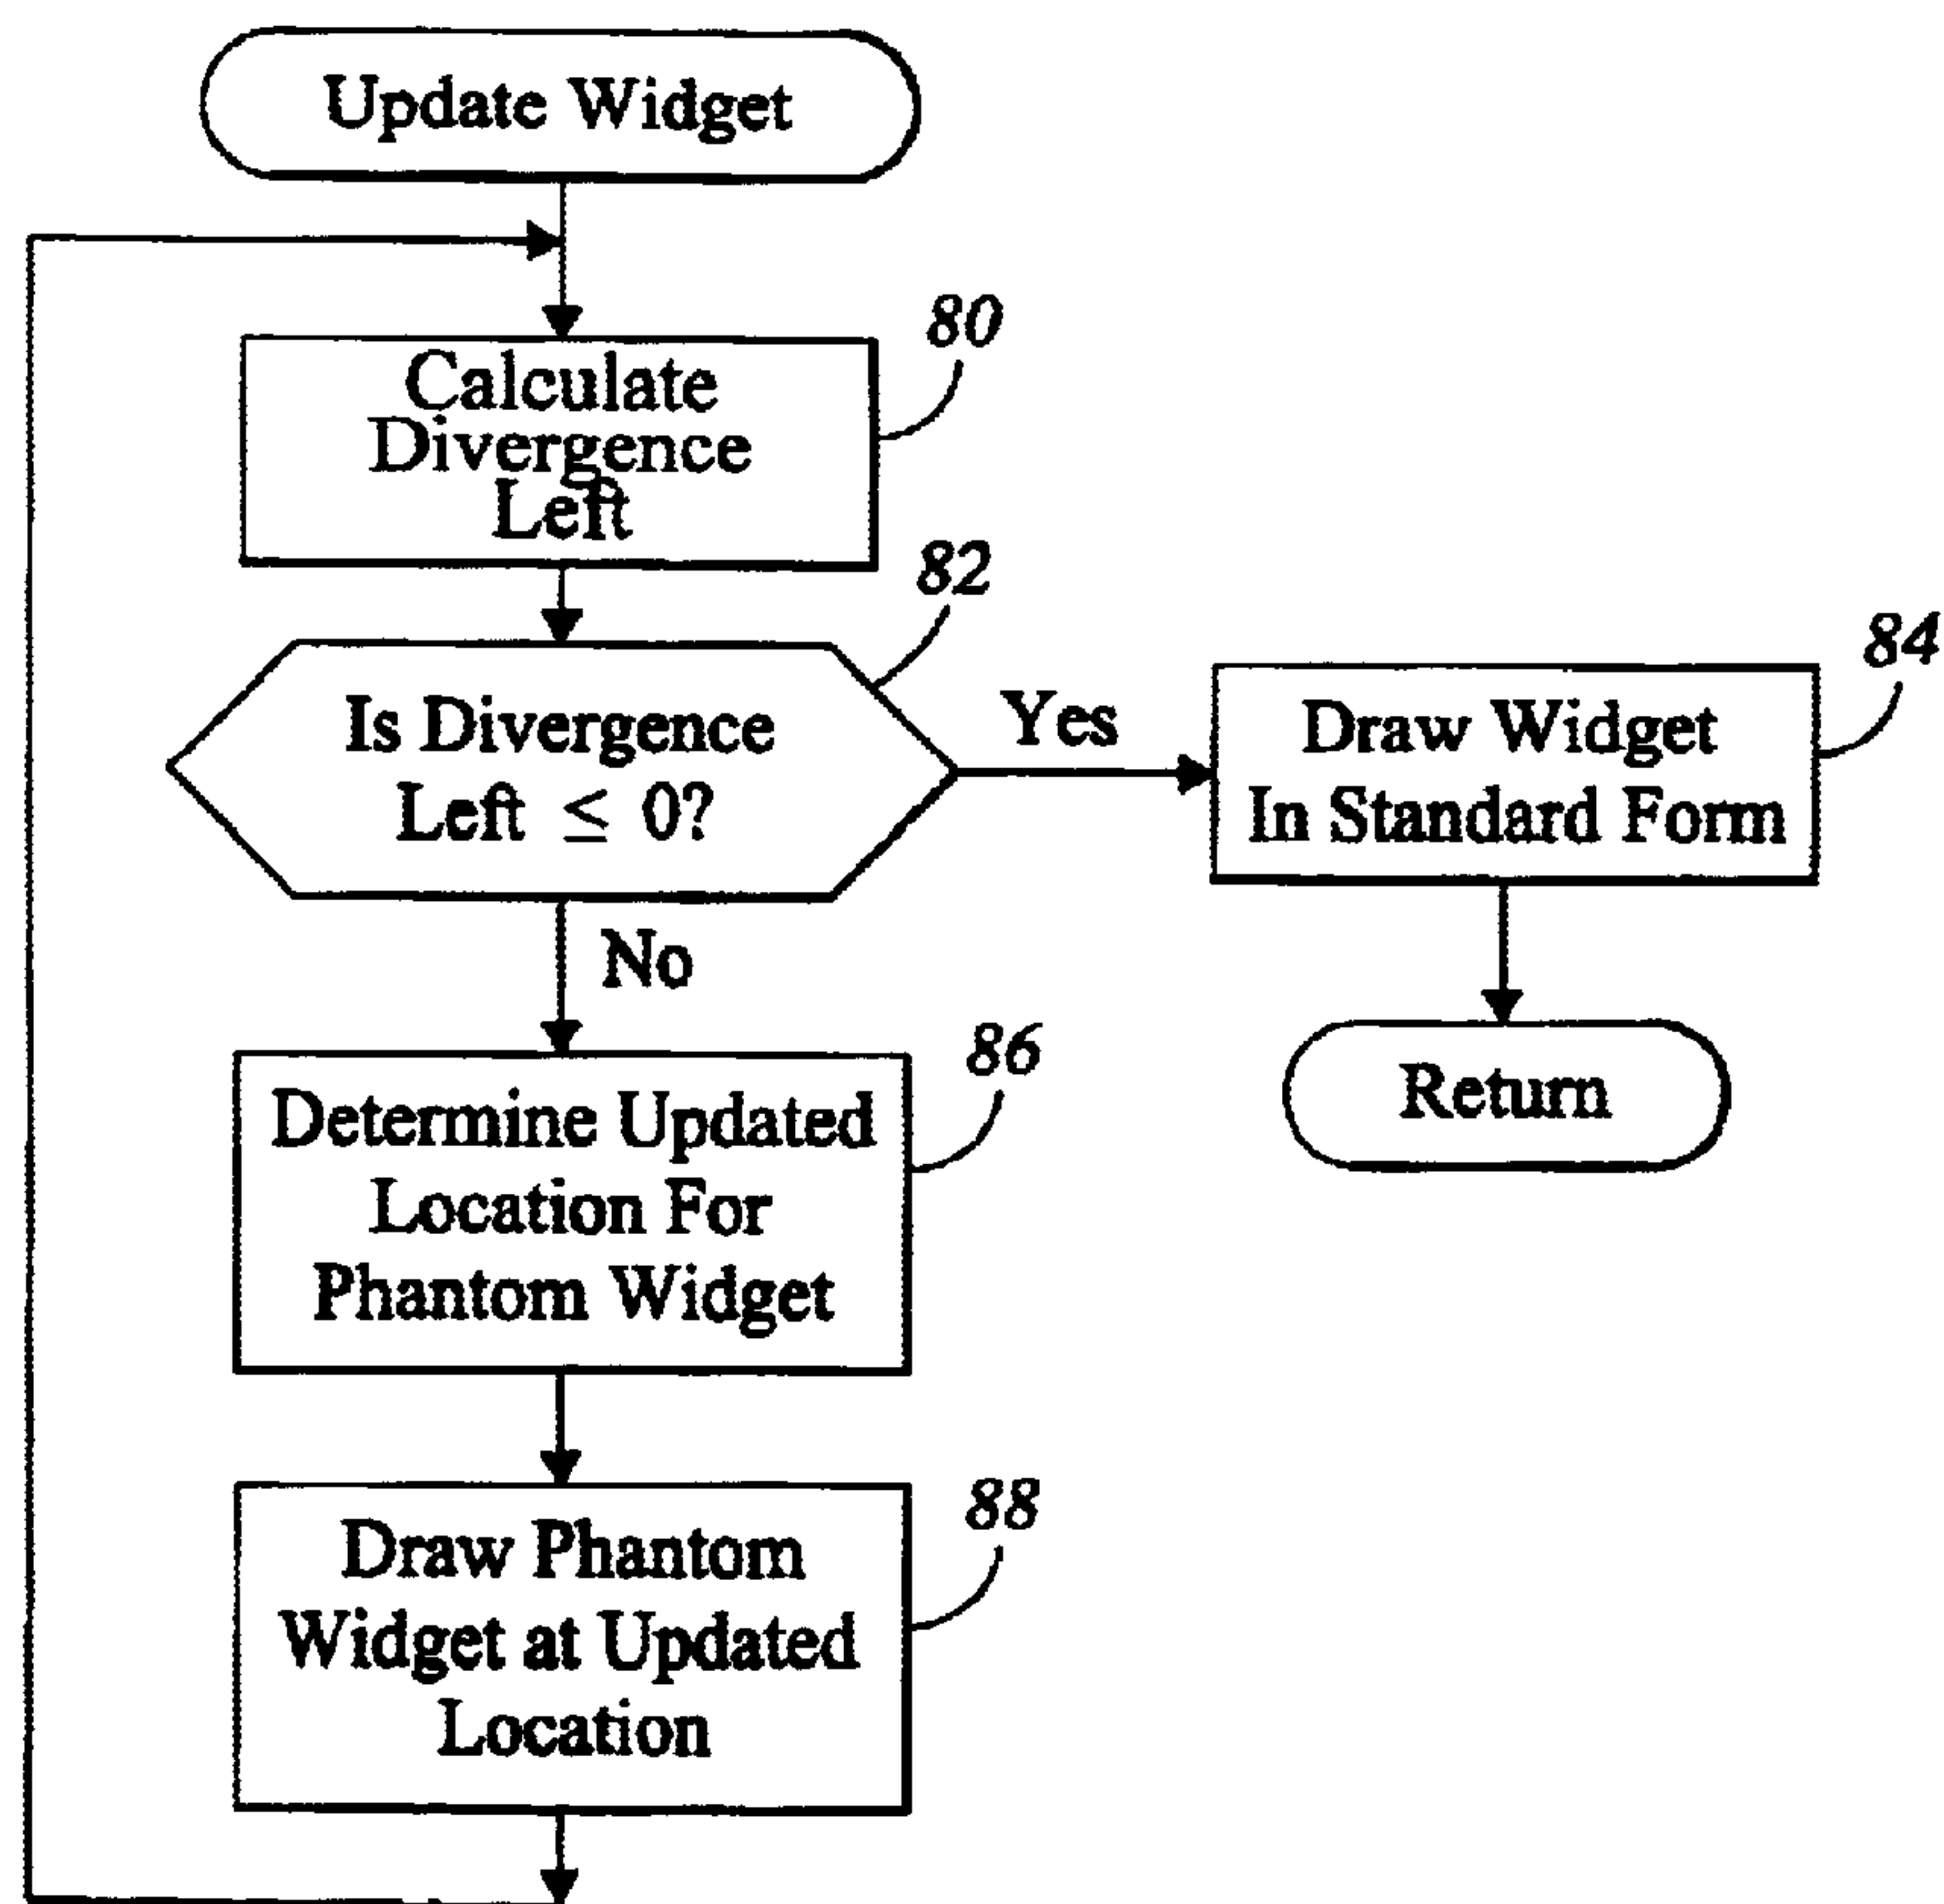 Update Widget
80
Calculate
Divergence
Left
82
Is Divergence
Left ≤ 0?
Yes
84
Draw Widget
In Standard Form
No
Return
86
Determine Updated
Location For
Phantom Widget
88
Draw Phantom
Widget at Updated
Location